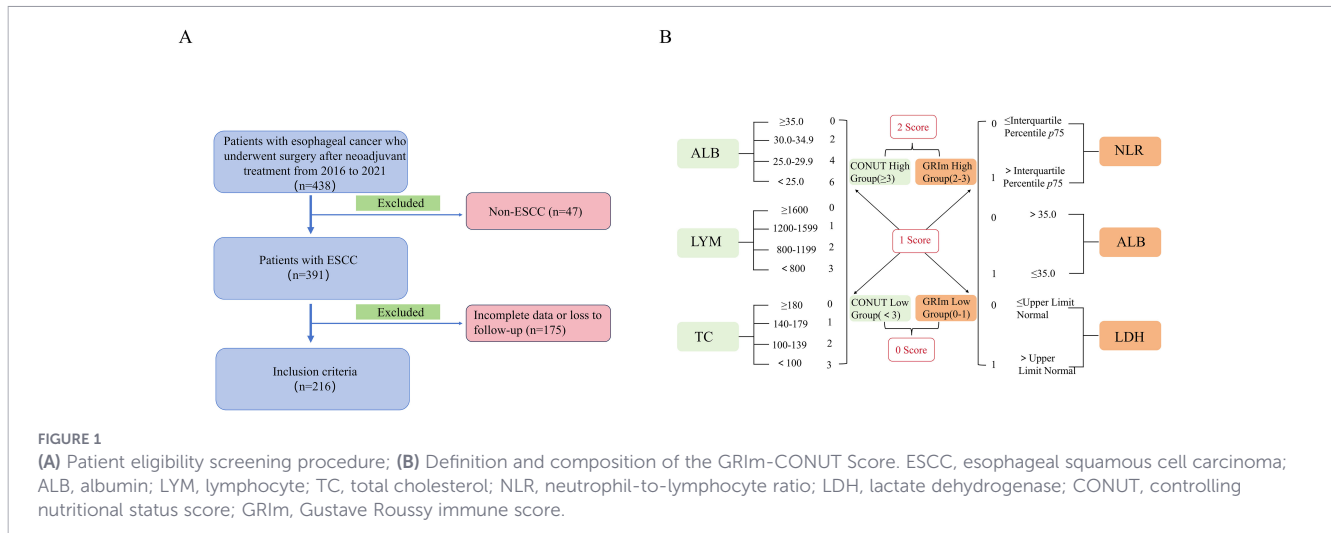 A
Patients with esophageal cancer who
underwent surgery after neoadjuvant
treatment from 2016 to 2021
(n=438)
Excluded
Non-ESCC (n=47)
Patients with ESCC
(n=391)
Excluded
Incomplete data or loss to
follow-up (n=175)
Inclusion criteria
(n=216)
B
ALB
≥35.0 0
30.0-34.9 2
25.0-29.9 4
< 25.0 6
LYM
≥1600 0
1200-1599 1
800-1199 2
< 800 3
TC
≥180 0
140-179 1
100-139 2
< 100 3
2 Score
CONUT High
Group(≥3)
GRIm High
Group(2-3)
1 Score
CONUT Low
Group( < 3)
GRIm Low
Group(0-1)
0 Score
0 ≤Interquartile
Percentile p75
1 > Interquartile
Percentile p75
NLR
0 > 35.0
1 ≤35.0
ALB
0 ≤Upper Limit
Normal
1 > Upper
Limit Normal
LDH
FIGURE 1
(A) Patient eligibility screening procedure; (B) Definition and composition of the GRIm-CONUT Score. ESCC, esophageal squamous cell carcinoma;
ALB, albumin; LYM, lymphocyte; TC, total cholesterol; NLR, neutrophil-to-lymphocyte ratio; LDH, lactate dehydrogenase; CONUT, controlling
nutritional status score; GRIm, Gustave Roussy immune score.